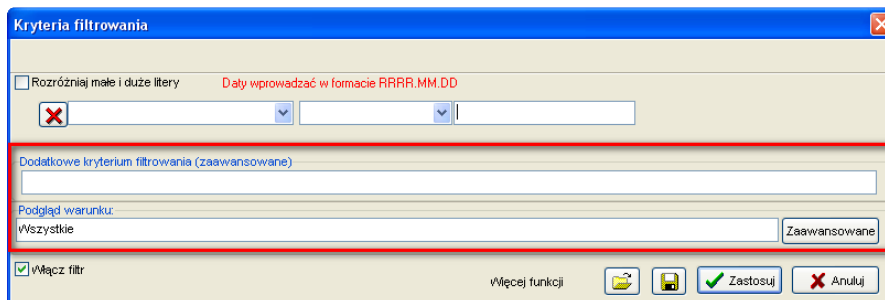 Kryteria filtrowania
Rozróżniaj małe i duże litery Daty wprowadzać w formacie RRRR.MM.DD
Dodatkowe kryterium filtrowania (zaawansowane)
Podgląd warunku:
Wszystkie Zaawansowane
Włącz filtr Więcej funkcji Zastosuj Anuluj